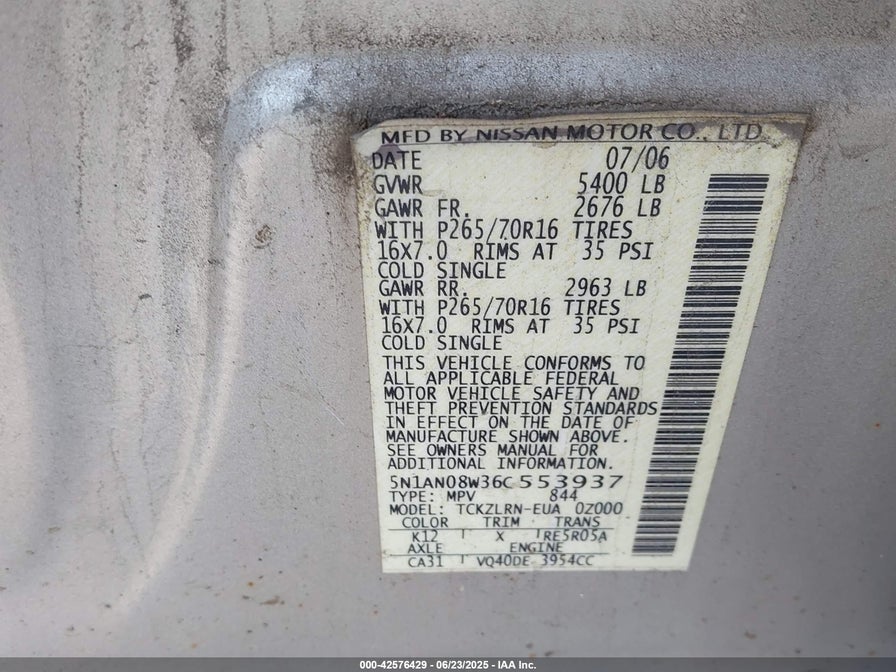 MFD BY NISSAN MOTOR CO., LTD.
DATE 07/06
GVWR 5400 LB
GAWR FR. 2676 LB
WITH P265/70R16 TIRES
16X7.0 RIMS AT 35 PSI
COLD SINGLE
GAWR RR. 2963 LB
WITH P265/70R16 TIRES
16X7.0 RIMS AT 35 PSI
COLD SINGLE
THIS VEHICLE CONFORMS TO
ALL APPLICABLE FEDERAL
MOTOR VEHICLE SAFETY AND
THEFT PREVENTION STANDARDS
IN EFFECT ON THE DATE OF
MANUFACTURE SHOWN ABOVE.
SEE OWNERS MANUAL FOR
ADDITIONAL INFORMATION.
5N1AN08W36C553937
TYPE: MPV 844
MODEL: TCKZLRN-EUA 0Z000
COLOR TRIM TRANS
K12 X RE5R05A
AXLE ENGINE
CA31 VQ40DE 3954CC
000-42576429 - 06/23/2025 - IAA Inc.